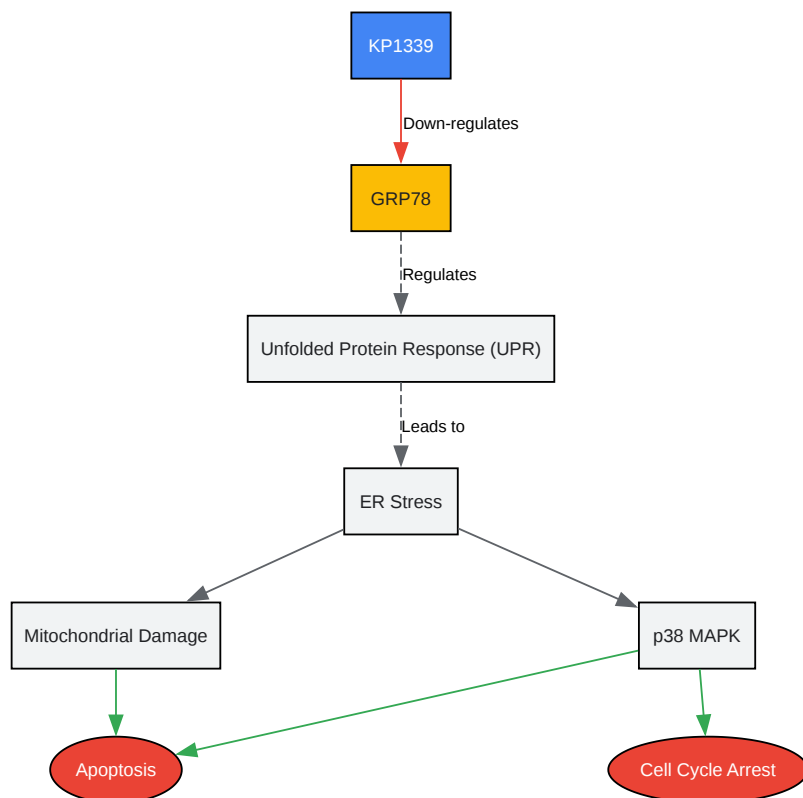 KP1339
Down-regulates
GRP78
Regulates
Unfolded Protein Response (UPR)
Leads to
ER Stress
Mitochondrial Damage
p38 MAPK
Apoptosis
Cell Cycle Arrest